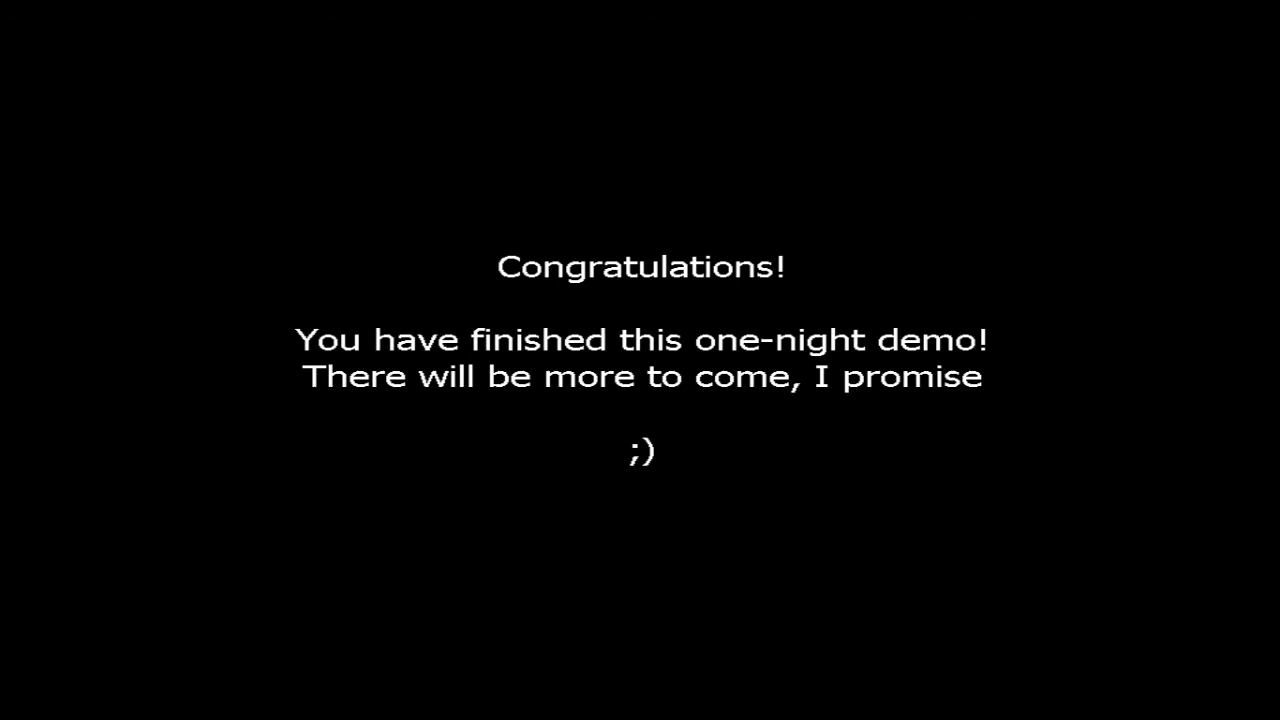 Congratulations!
You have finished this one-night demo!
There will be more to come, I promise
;)